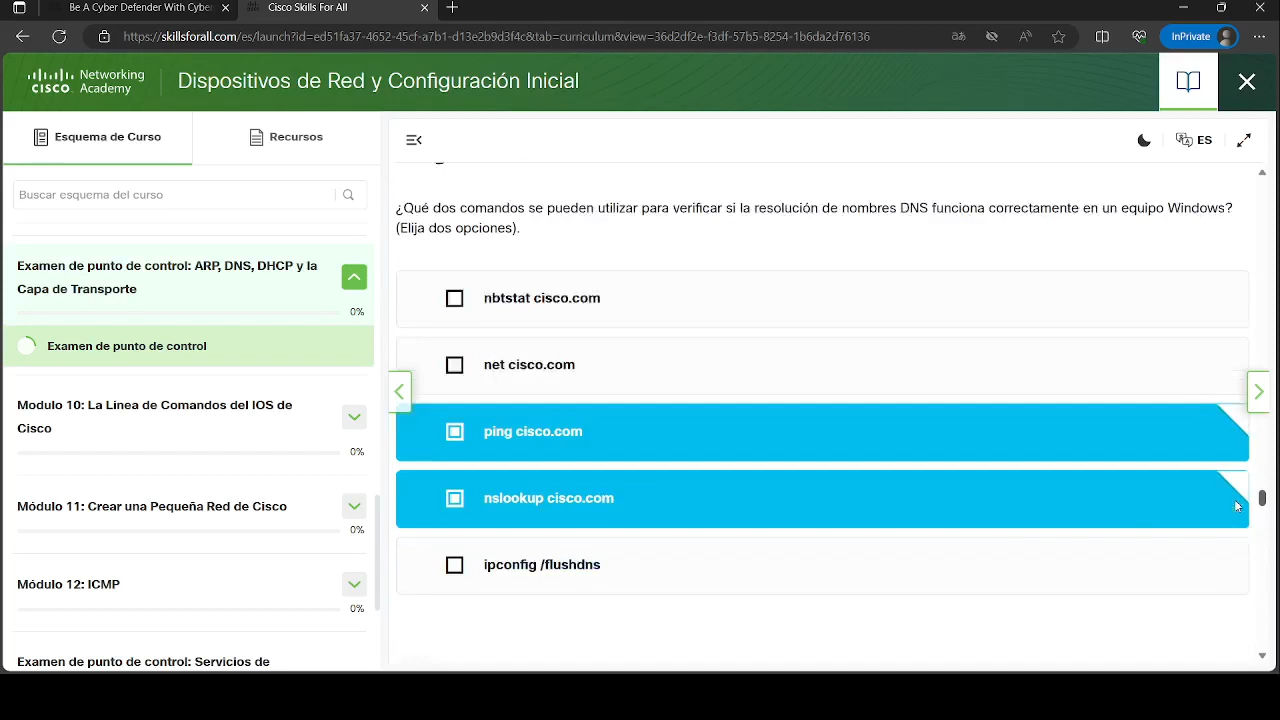 Be A Cyber Defender With Cyber
Cisco Skills For All
https://skillsforall.com/es/launch?id=ed51fa37-4652-45cf-a7b1-d13e2b9d3f4c8&tab=curriculum&view=36d2df2e-f3df-57b5-8254-1b6da2d76136
InPrivate
cisco
Networking
Academy
Dispositivos de Red y Configuración Inicial
Esquema de Curso
Recursos
ES
Buscar esquema del curso
Examen de punto de control: ARP, DNS, DHCP y la
Capa de Transporte
0%
Examen de punto de control
Modulo 10: La Linea de Comandos del IOS de
Cisco
0%
Módulo 11: Crear una Pequeña Red de Cisco
0%
Módulo 12: ICMP
0%
Examen de punto de control: Servicios de
¿Qué dos comandos se pueden utilizar para verificar si la resolución de nombres DNS funciona correctamente en un equipo Windows?
(Elija dos opciones).
nbtstat cisco.com
net cisco.com
ping cisco.com
nslookup cisco.com
ipconfig /flushdns